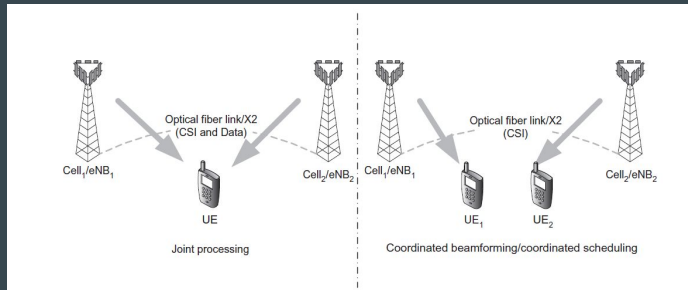 Optical fiber link/X2
(CSI and Data)
Cell1/eNB1
Cell2/eNB2
UE
Joint processing
Optical fiber link/X2
(CSI)
Cell1/eNB1
Cell2/eNB2
UE1
UE2
Coordinated beamforming/coordinated scheduling